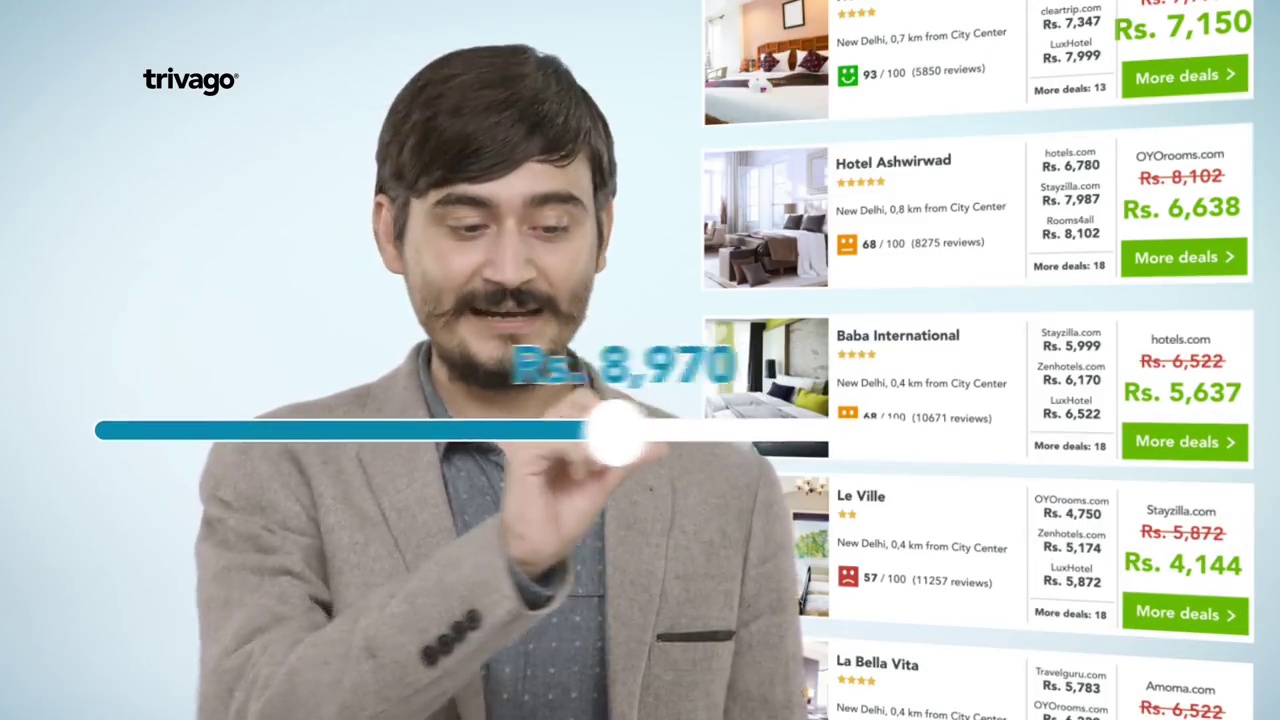 trivago
New Delhi, 0,7 km from City Center
93 / 100 (5850 reviews)
cleartrip.com
Rs. 7,347
LuxHotel
Rs. 7,999
More deals: 13
Rs. 7,150
More deals >
Hotel Ashwirwad
New Delhi, 0,8 km from City Center
68 / 100 (8275 reviews)
hotels.com
Rs. 6,780
Stayzilla.com
Rs. 7,987
Rooms4all
Rs. 8,102
More deals: 18
OYOrooms.com
Rs. 8,102
Rs. 6,638
More deals >
Rs. 8,970
Baba International
New Delhi, 0,4 km from City Center
68 / 100 (10671 reviews)
Stayzilla.com
Rs. 5,999
Zenhotels.com
Rs. 6,170
LuxHotel
Rs. 6,522
More deals: 18
hotels.com
Rs. 6,522
Rs. 5,637
More deals >
Le Ville
New Delhi, 0,4 km from City Center
57 / 100 (11257 reviews)
OYOrooms.com
Rs. 4,750
Zenhotels.com
Rs. 5,174
LuxHotel
Rs. 5,872
More deals: 18
Stayzilla.com
Rs. 5,872
Rs. 4,144
More deals >
La Bella Vita
New Delhi, 0,4 km from City Center
Travelguru.com
Rs. 5,783
OYOrooms.com
Amoma.com
Rs. 6,522